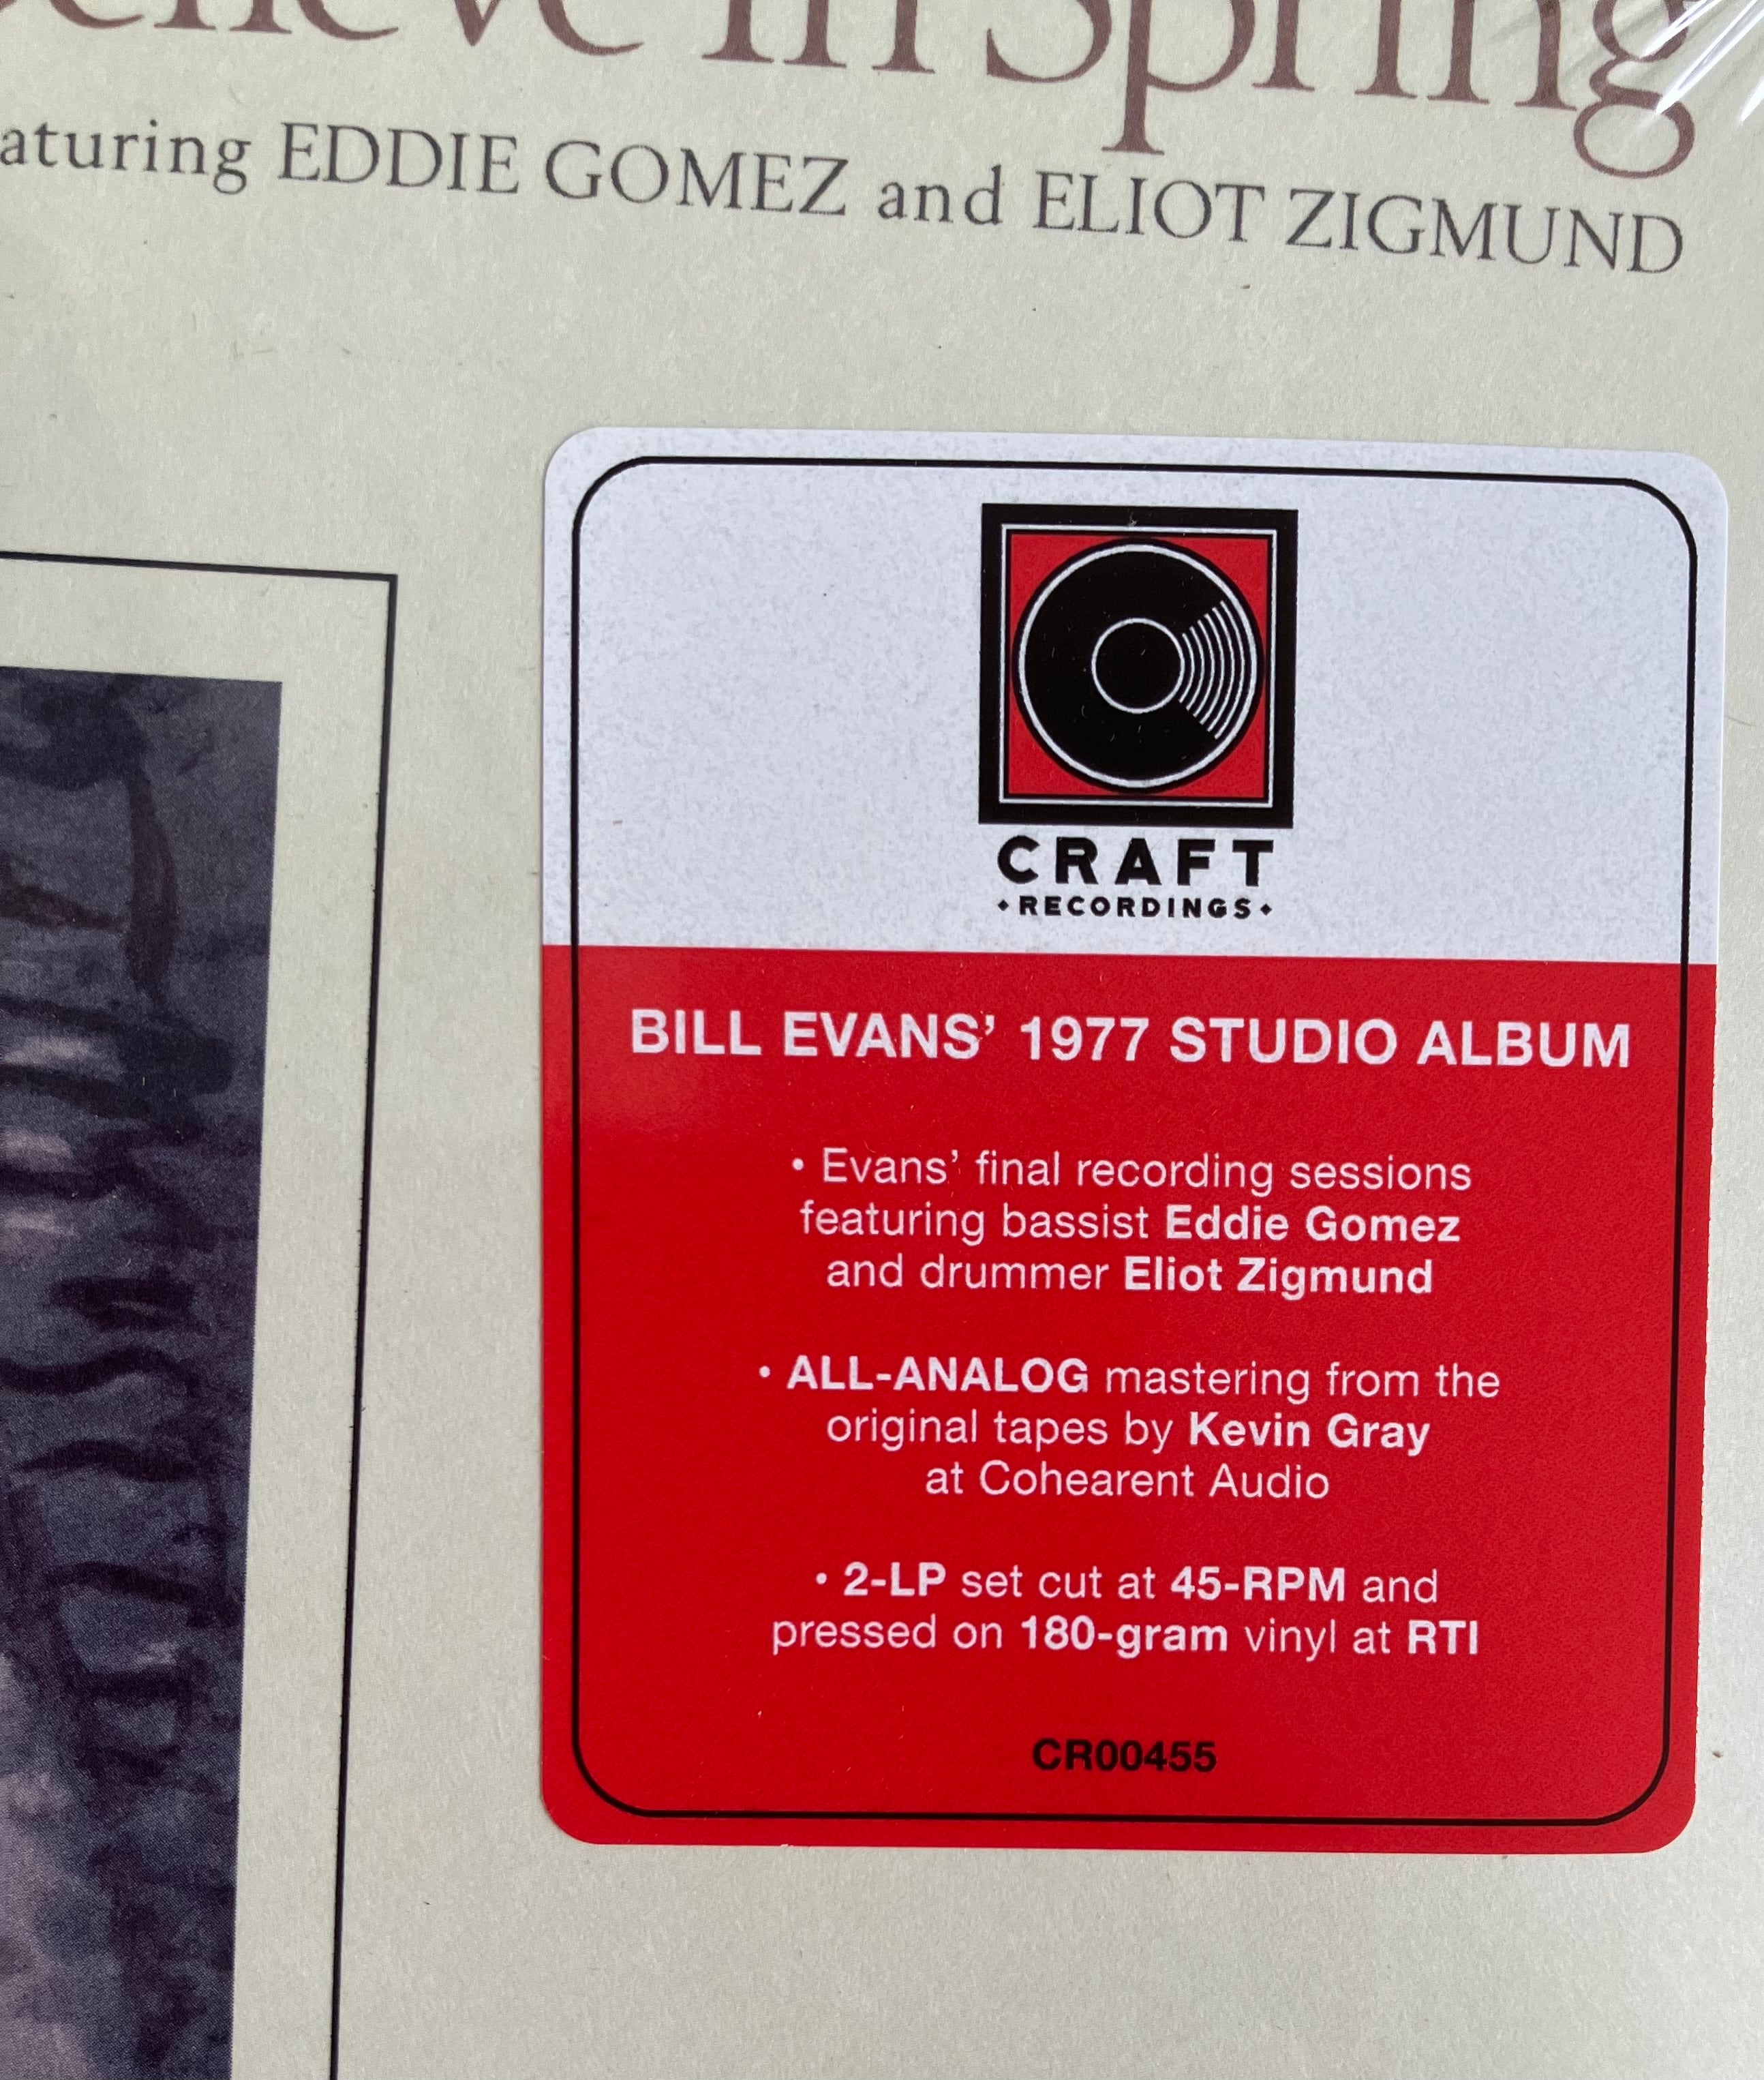 in Spring
EDDIE GOMEZ and ELIOT ZIGMUND
CRAFT
•RECORDINGS•
BILL EVANS’ 1977 STUDIO ALBUM
• Evans’ final recording sessions
featuring bassist Eddie Gomez
and drummer Eliot Zigmund
• ALL-ANALOG mastering from the
original tapes by Kevin Gray
at Cohearent Audio
• 2-LP set cut at 45-RPM and
pressed on 180-gram vinyl at RTI
CR00455